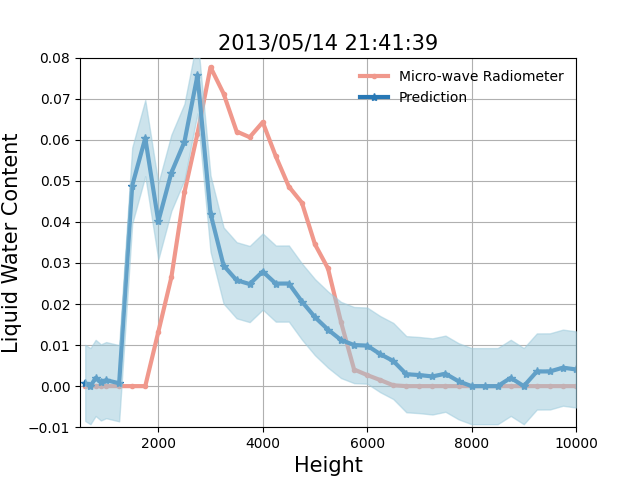 2013/05/14 21:41:39
Micro-wave Radiometer
Prediction
Liquid Water Content
0.08
0.07
0.06
0.05
0.04
0.03
0.02
0.01
0.00
−0.01
2000 4000 6000 8000 10000
Height